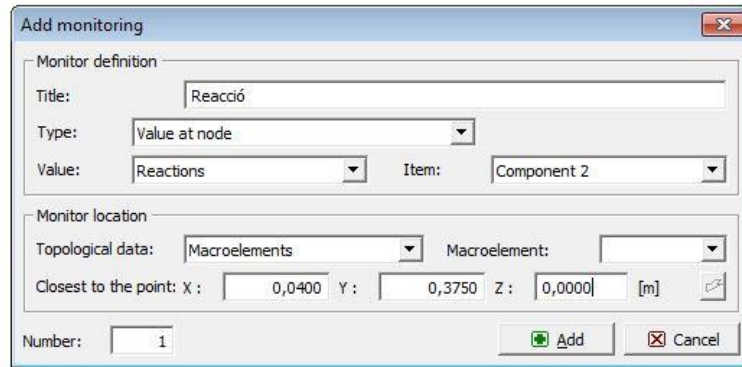 Add monitoring
Monitor definition
Title: Reacció
Type: Value at node
Value: Reactions Item: Component 2
Monitor location
Topological data: Macroelements Macroelement:
Closest to the point: X : 0,0400 Y : 0,3750 Z : 0,0000 [m]
Number: 1 Add Cancel